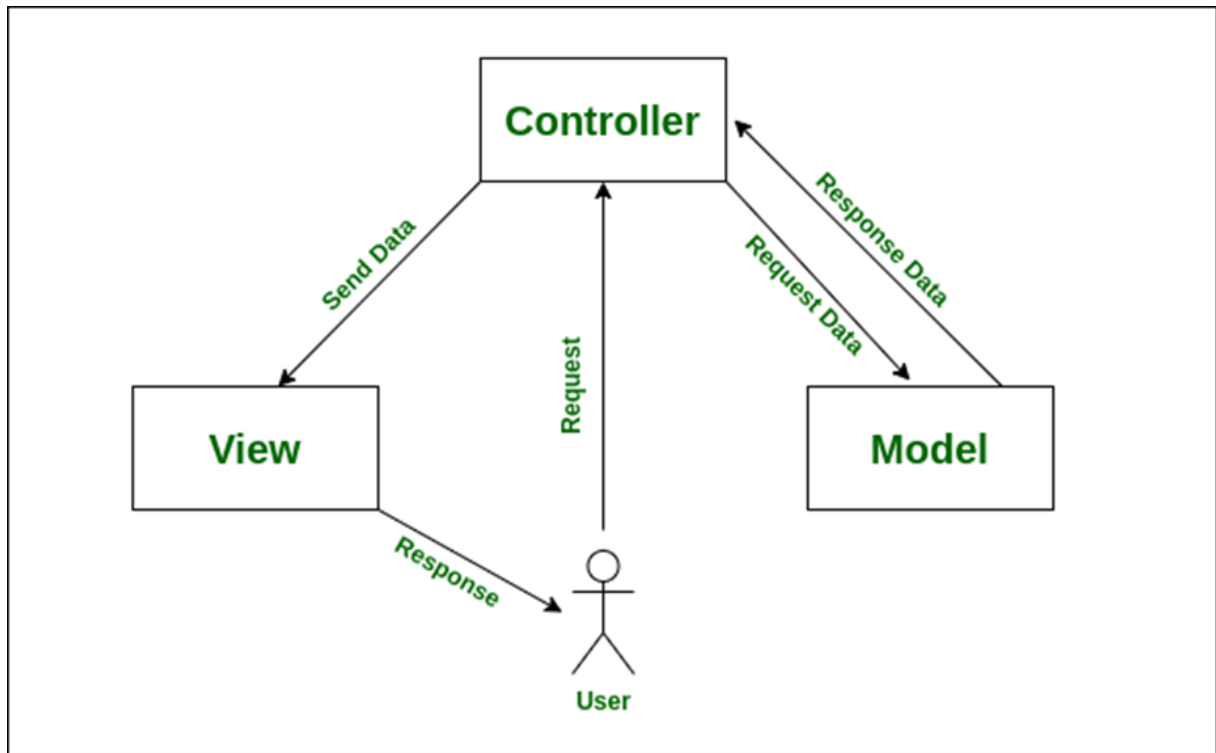 Controller
Send Data
Request
Request Data
Response Data
View
Model
Response
User